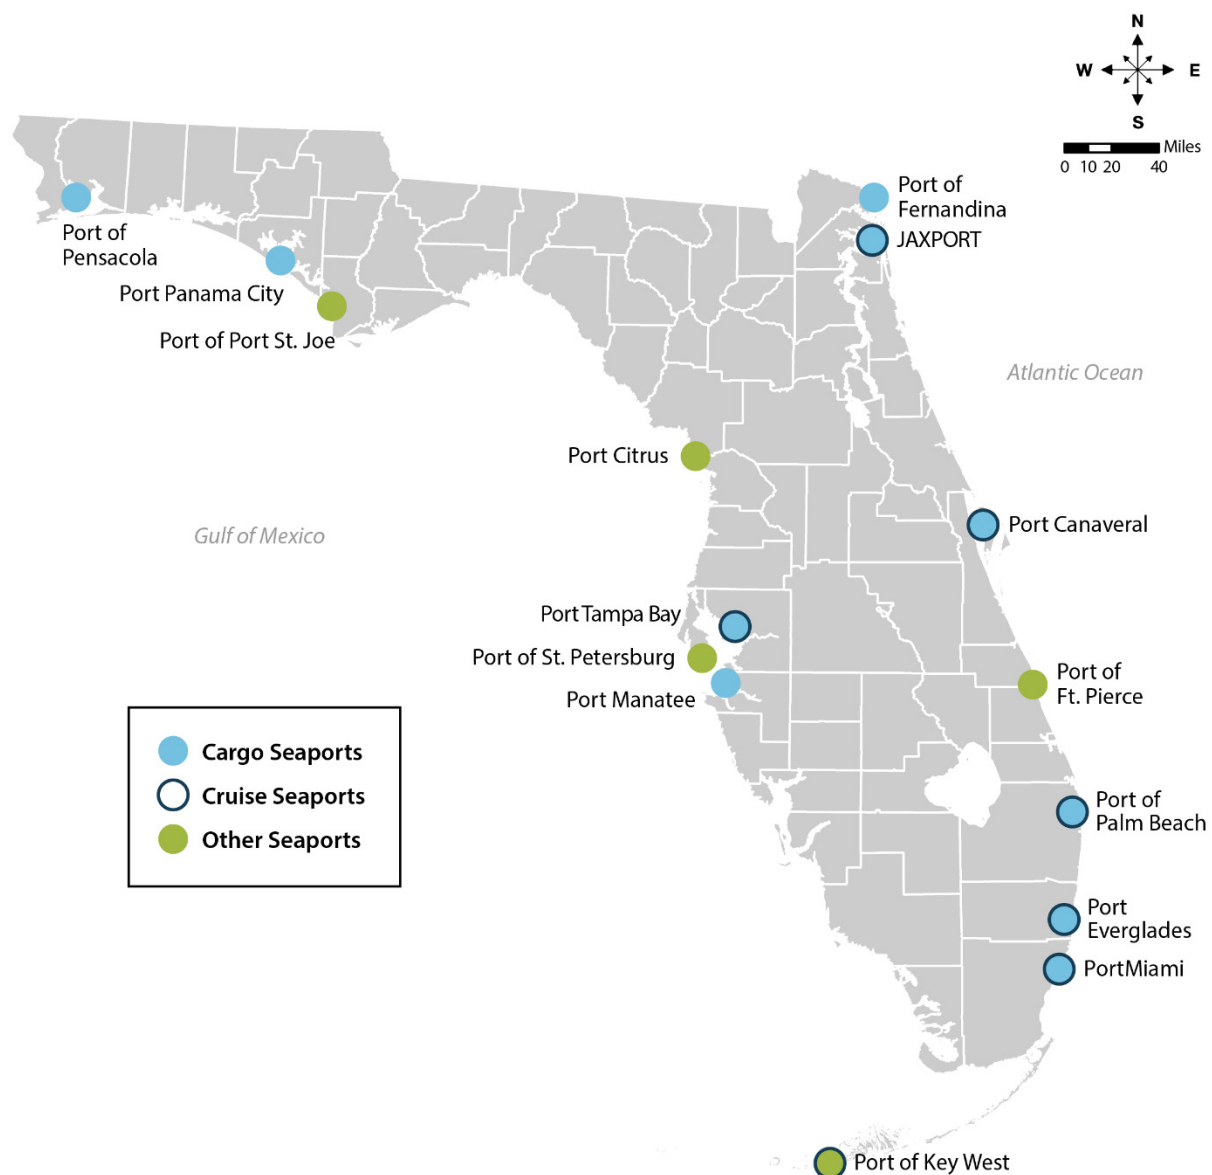 N
W E
S
Miles
0 10 20 40
Port of
Fernandina
JAXPORT
Port of
Pensacola
Port Panama City
Port of Port St. Joe
Atlantic Ocean
Port Citrus
Gulf of Mexico
Port Canaveral
Port Tampa Bay
Port of St. Petersburg
Port Manatee
Port of
Ft. Pierce
Cargo Seaports
Cruise Seaports
Other Seaports
Port of
Palm Beach
Port
Everglades
PortMiami
Port of Key West